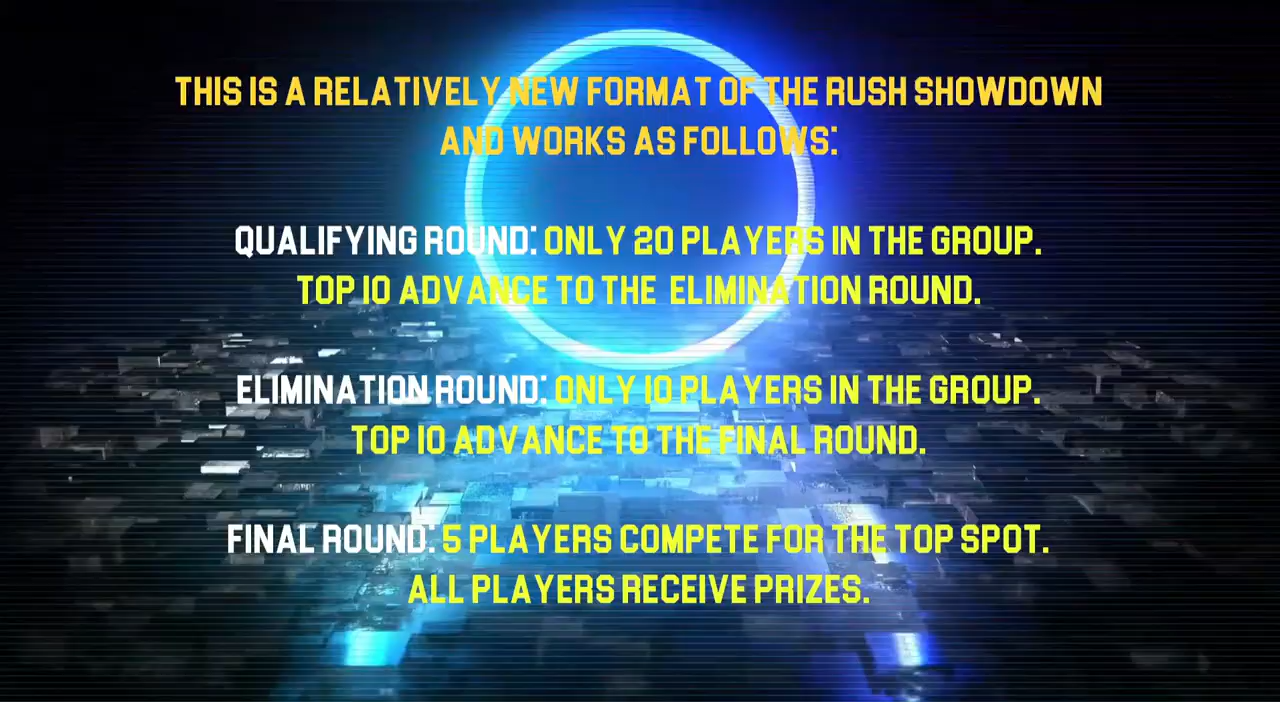 THIS IS A RELATIVELY NEW FORMAT OF THE RUSH SHOWDOWN
AND WORKS AS FOLLOWS:
QUALIFYING ROUND: ONLY 20 PLAYERS IN THE GROUP.
TOP 10 ADVANCE TO THE ELIMINATION ROUND.
ELIMINATION ROUND: ONLY 10 PLAYERS IN THE GROUP.
TOP 10 ADVANCE TO THE FINAL ROUND.
FINAL ROUND: 5 PLAYERS COMPETE FOR THE TOP SPOT.
ALL PLAYERS RECEIVE PRIZES.